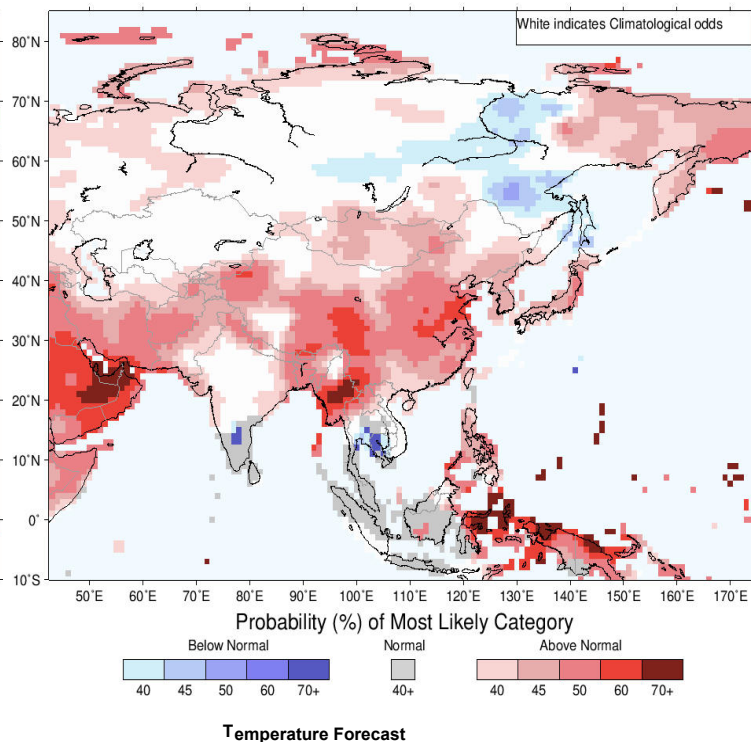 White indicates Climatological odds
80˚N
70˚N
60˚N
50˚N
40˚N
30˚N
20˚N
10˚N
0˚
10˚S
50˚E 60˚E 70˚E 80˚E 90˚E 100˚E 110˚E 120˚E 130˚E 140˚E 150˚E 160˚E 170˚E
Probability (%) of Most Likely Category
Below Normal Normal Above Normal
40 45 50 60 70+ 40+ 40 45 50 60 70+
Temperature Forecast